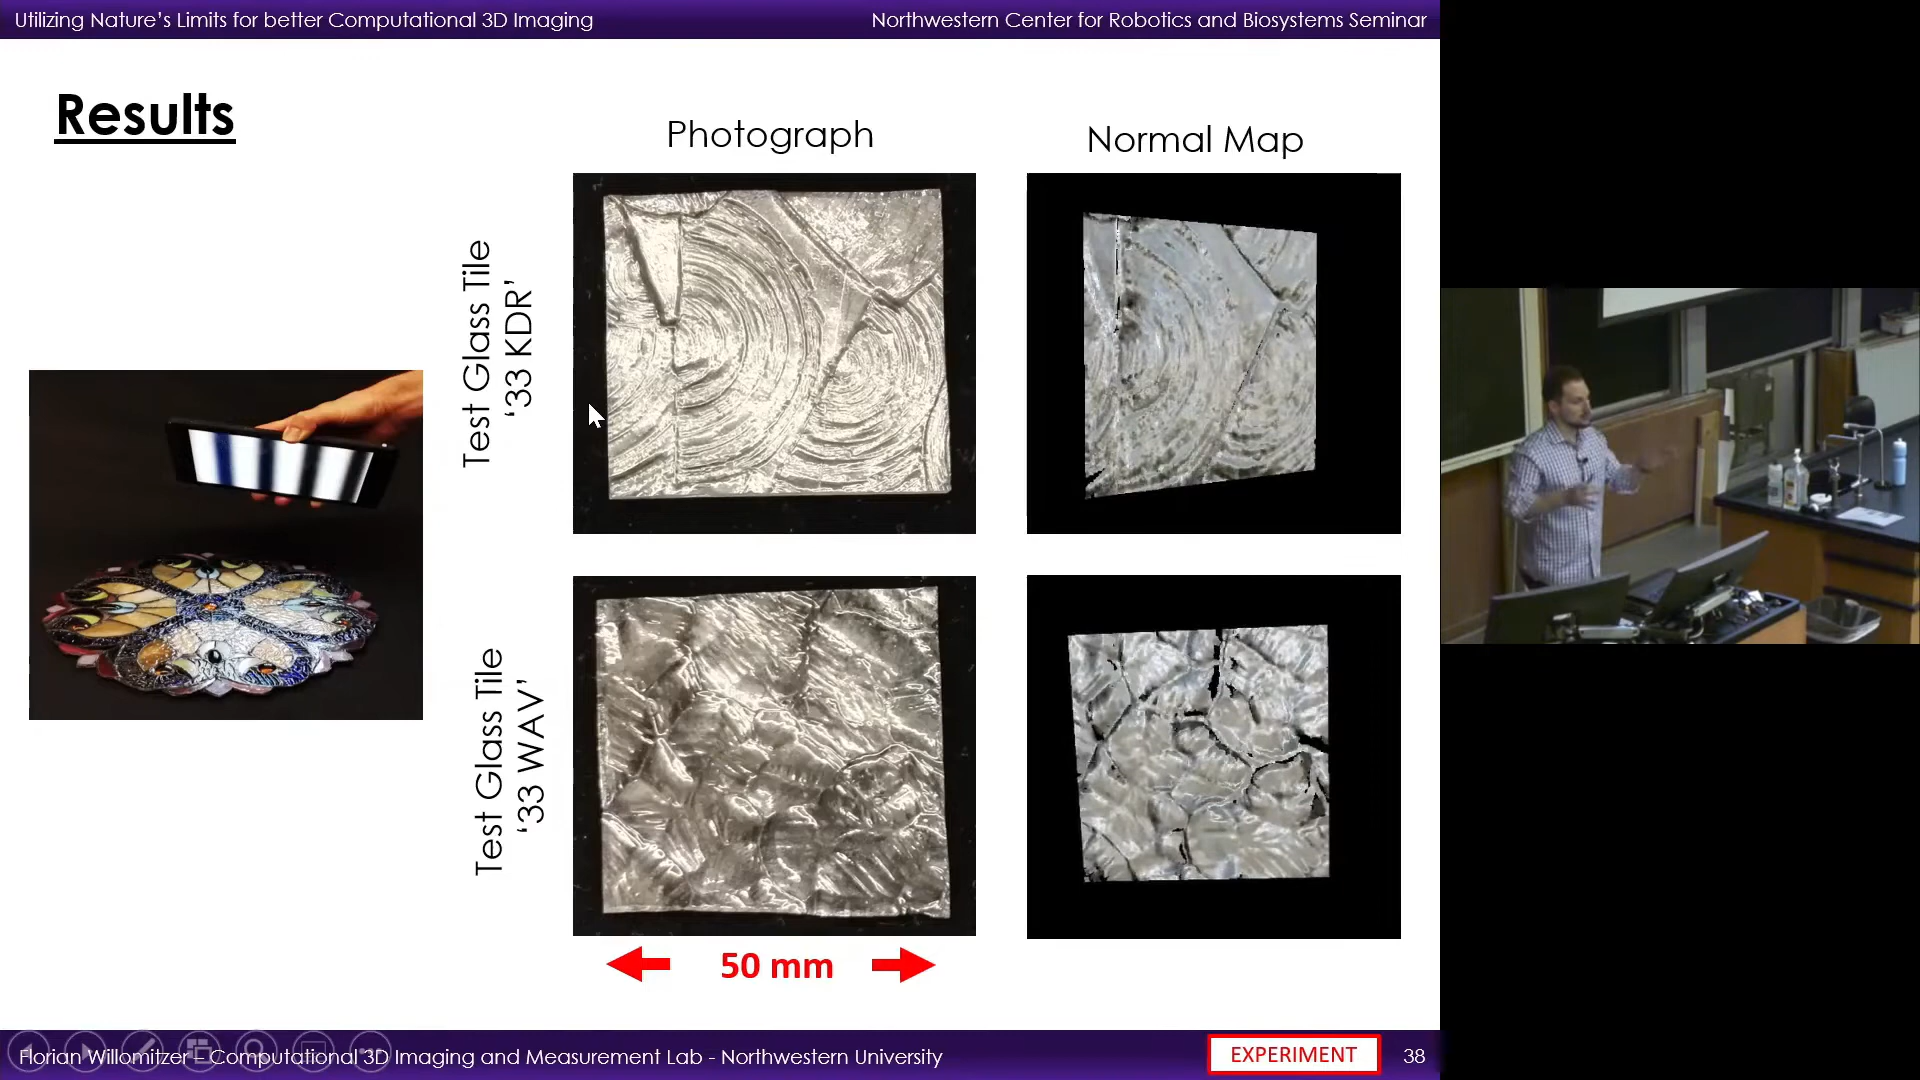 Utilizing Nature’s Limits for better Computational 3D Imaging
Northwestern Center for Robotics and Biosystems Seminar
Results
Photograph
Normal Map
Test Glass Tile
‘33 KDR’
Test Glass Tile
‘33 WAV’
50 mm
Florian Willomitzer – Computational 3D Imaging and Measurement Lab - Northwestern University
EXPERIMENT
38